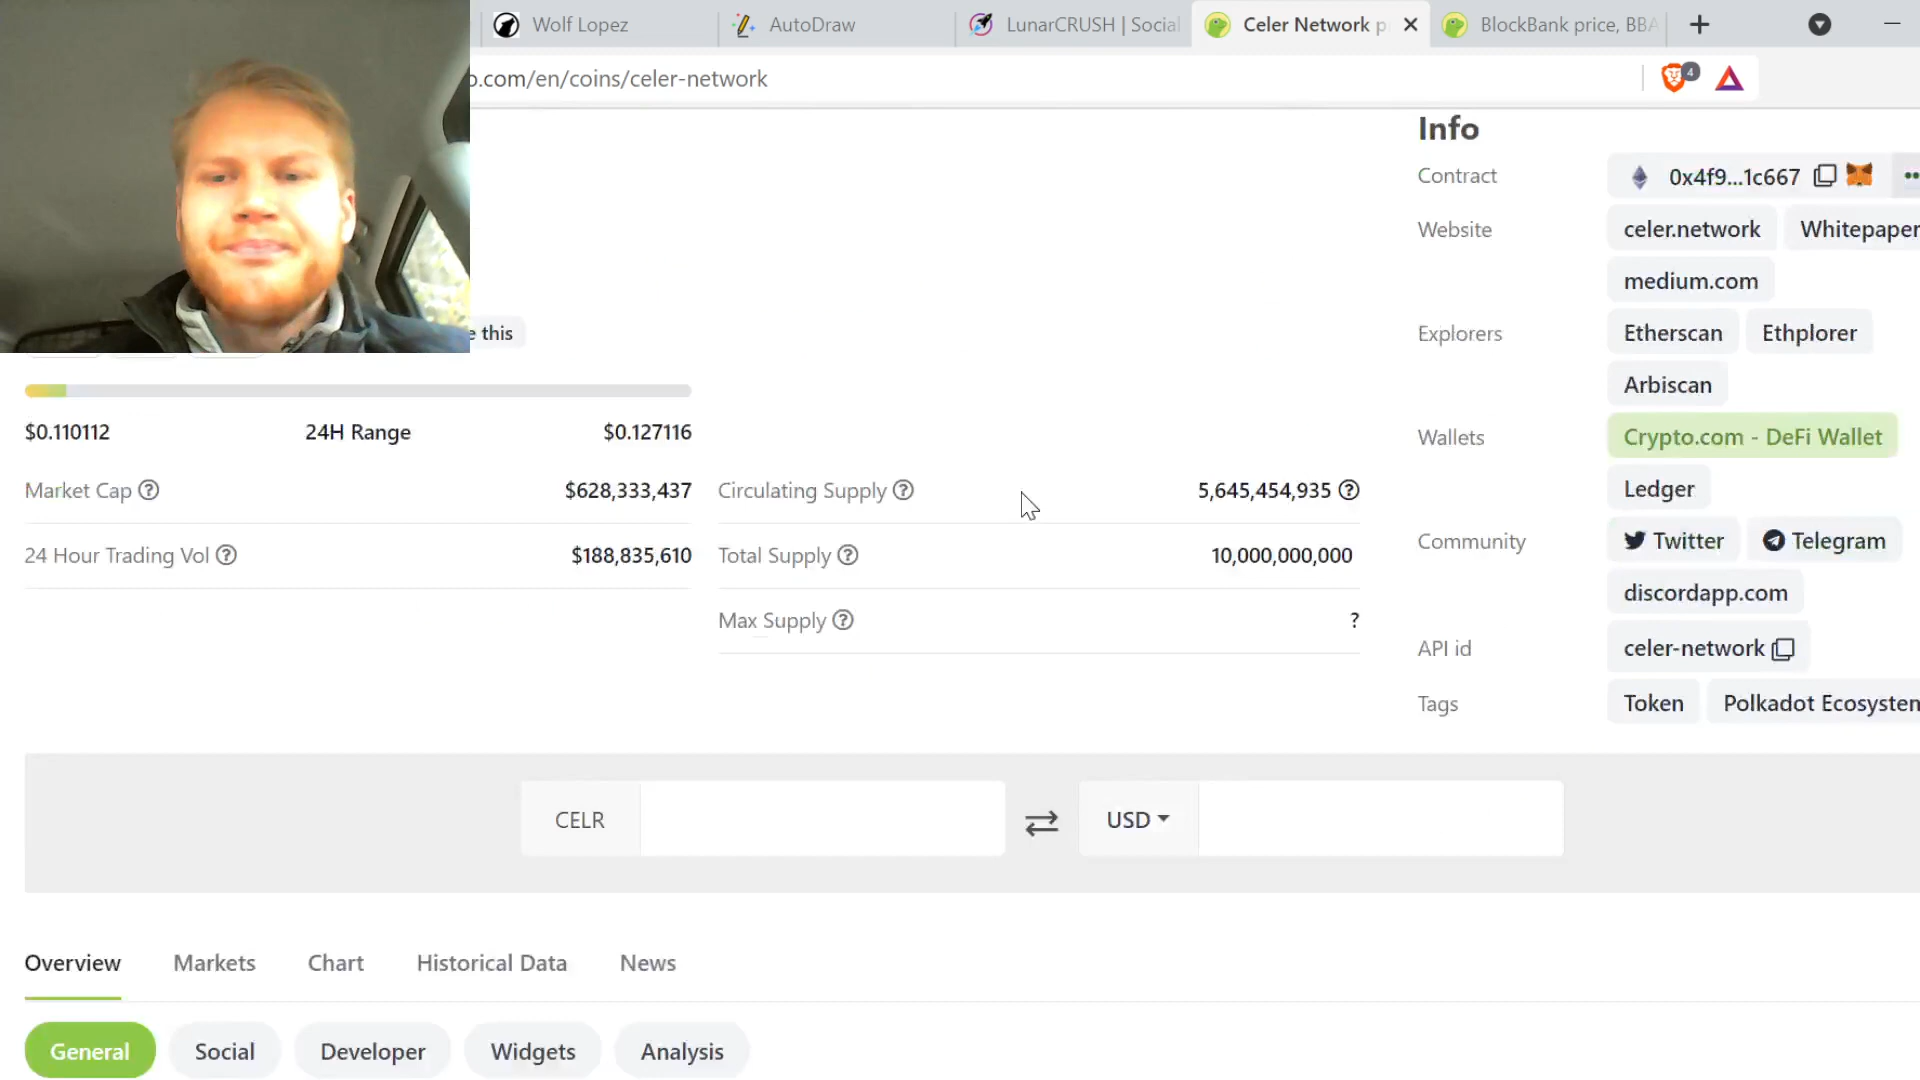 Wolf Lopez
AutoDraw
LunarCRUSH | Social
Celer Network p
BlockBank price, BBA
o.com/en/coins/celer-network
4
Info
Contract
0x4f9...1c667
Website
celer.network
Whitepaper
medium.com
e this
Explorers
Etherscan
Ethplorer
Arbiscan
$0.110112
24H Range
$0.127116
Wallets
Crypto.com - DeFi Wallet
Ledger
Market Cap ?
$628,333,437
Circulating Supply ?
5,645,454,935 ?
Community
Twitter
Telegram
24 Hour Trading Vol ?
$188,835,610
Total Supply ?
10,000,000,000
discordapp.com
Max Supply ?
?
API id
celer-network
Tags
Token
Polkadot Ecosystem
CELR
USD
Overview
Markets
Chart
Historical Data
News
General
Social
Developer
Widgets
Analysis